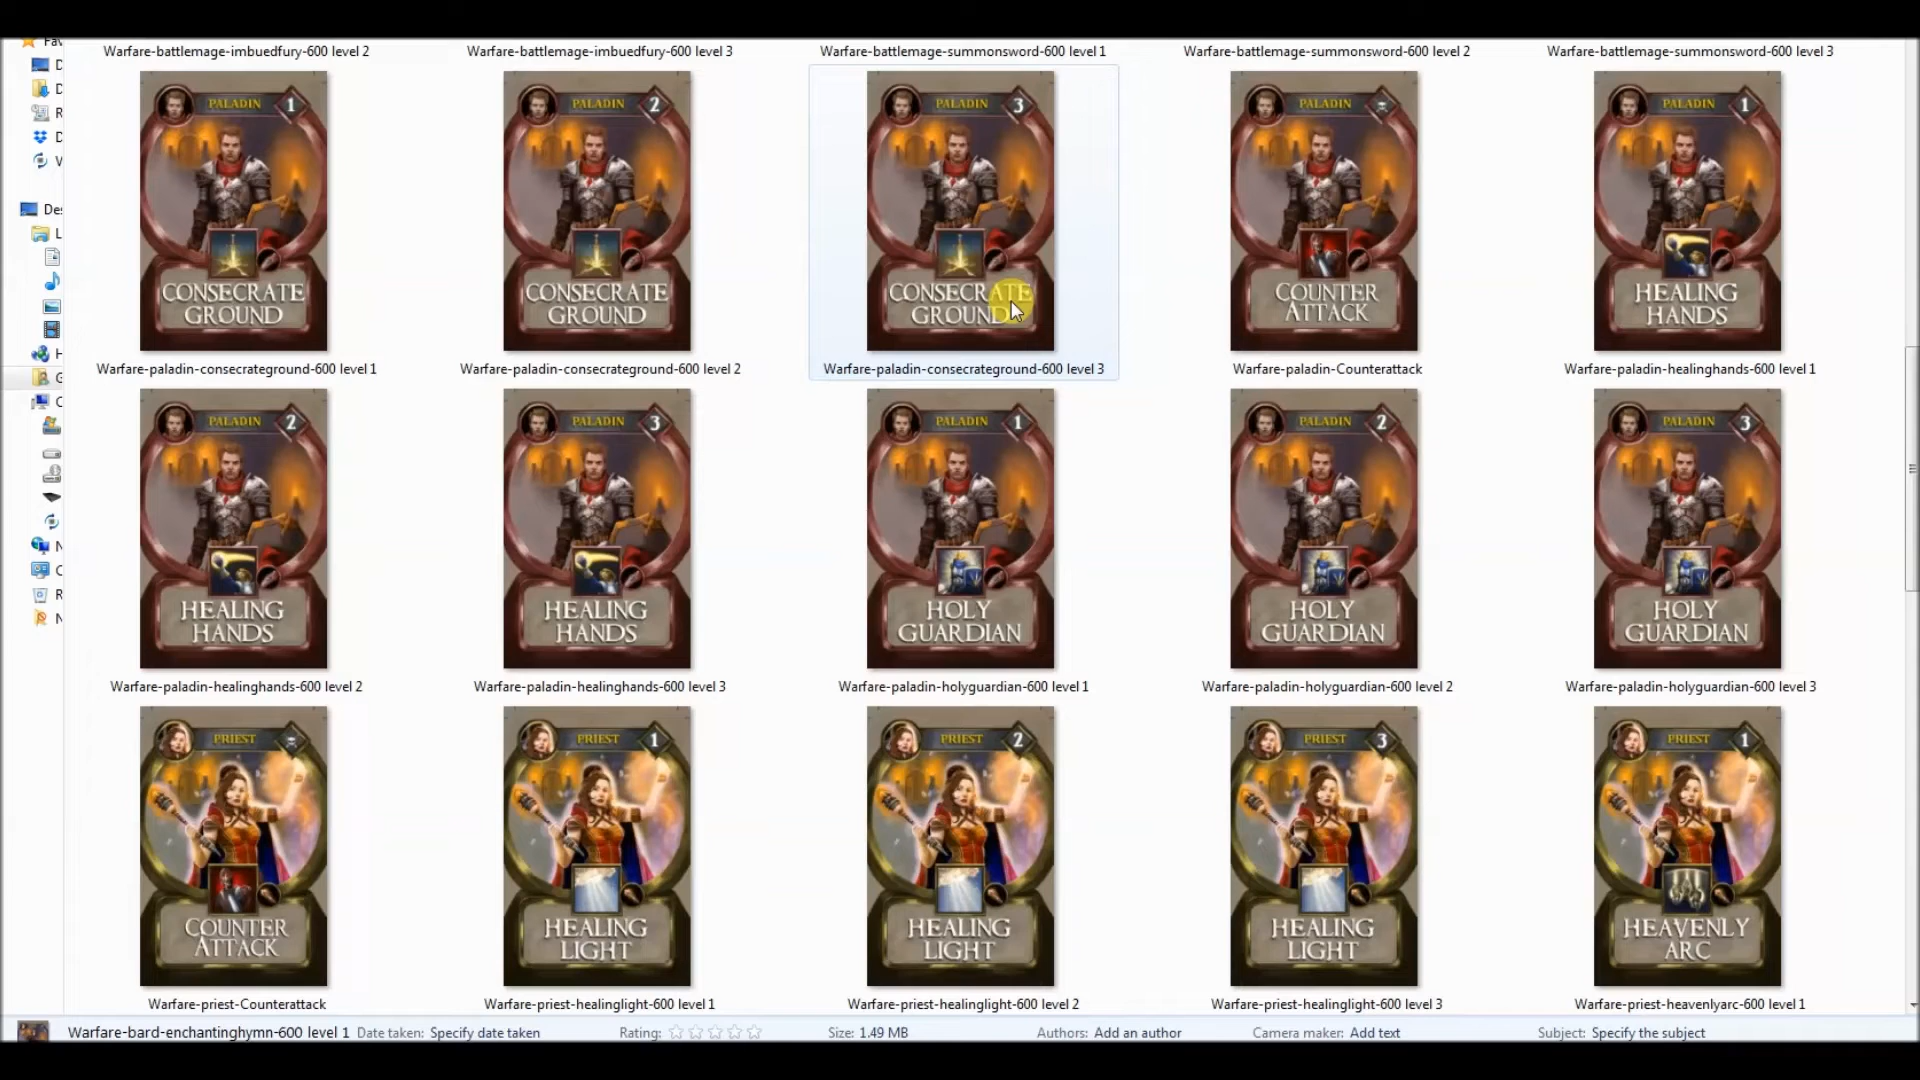 Warfare-battlemage-imbuedfury-600 level 2
Warfare-battlemage-imbuedfury-600 level 3
Warfare-battlemage-summonsword-600 level 1
Warfare-battlemage-summonsword-600 level 2
Warfare-battlemage-summonsword-600 level 3
PALADIN 1
CONSECRATE
GROUND
PALADIN 2
CONSECRATE
GROUND
PALADIN 3
CONSECRATE
GROUND
PALADIN
COUNTER
ATTACK
PALADIN 1
HEALING
HANDS
Warfare-paladin-consecrateground-600 level 1
Warfare-paladin-consecrateground-600 level 2
Warfare-paladin-consecrateground-600 level 3
Warfare-paladin-Counterattack
Warfare-paladin-healinghands-600 level 1
PALADIN 2
HEALING
HANDS
PALADIN 3
HEALING
HANDS
PALADIN 1
HOLY
GUARDIAN
PALADIN 2
HOLY
GUARDIAN
PALADIN 3
HOLY
GUARDIAN
Warfare-paladin-healinghands-600 level 2
Warfare-paladin-healinghands-600 level 3
Warfare-paladin-holyguardian-600 level 1
Warfare-paladin-holyguardian-600 level 2
Warfare-paladin-holyguardian-600 level 3
PRIEST
COUNTER
ATTACK
PRIEST 1
HEALING
LIGHT
PRIEST 2
HEALING
LIGHT
PRIEST 3
HEALING
LIGHT
PRIEST 1
HEAVENLY
ARC
Warfare-priest-Counterattack
Warfare-priest-healinglight-600 level 1
Warfare-priest-healinglight-600 level 2
Warfare-priest-healinglight-600 level 3
Warfare-priest-heavenlyarc-600 level 1
Warfare-bard-enchantinghymn-600 level 1 Date taken: Specify date taken Rating: Size: 1.49 MB Authors: Add an author Camera maker: Add text Subject: Specify the subject